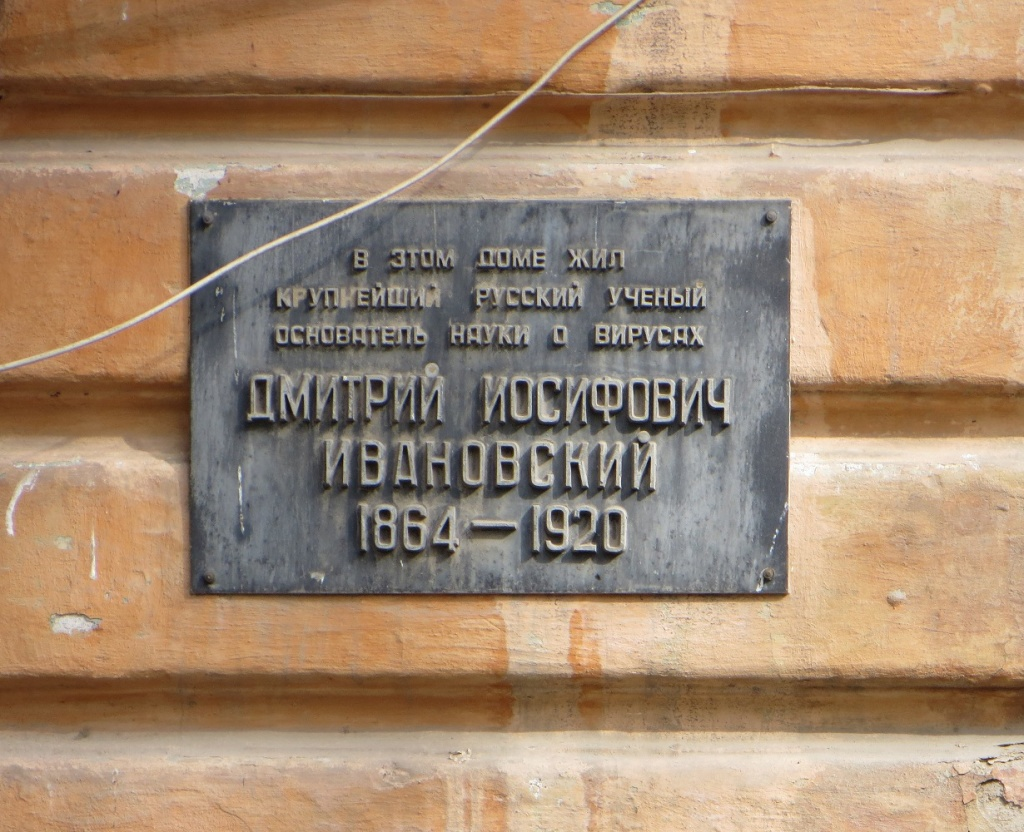 В ЭТОМ ДОМЕ ЖИЛ
КРУПНЕЙШИЙ РУССКИЙ УЧЕНЫЙ
ОСНОВАТЕЛЬ НАУКИ О ВИРУСАХ
ДМИТРИЙ ИОСИФОВИЧ
ИВАНОВСКИЙ
1864 — 1920